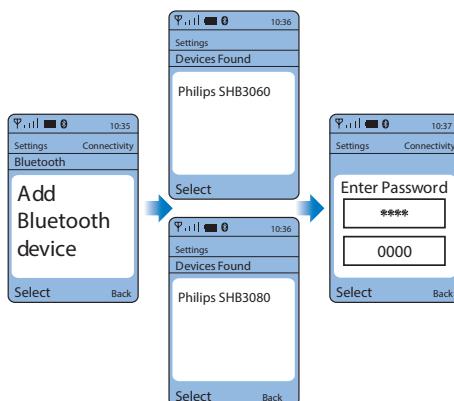 10:35
Settings Connectivity
Bluetooth
Add
Bluetooth
device
Select Back
10:36
Settings
Devices Found
Philips SHB3060
Select
10:36
Settings
Devices Found
Philips SHB3080
Select Back
10:37
Settings Connectivity
Enter Password
****
0000
Select Back